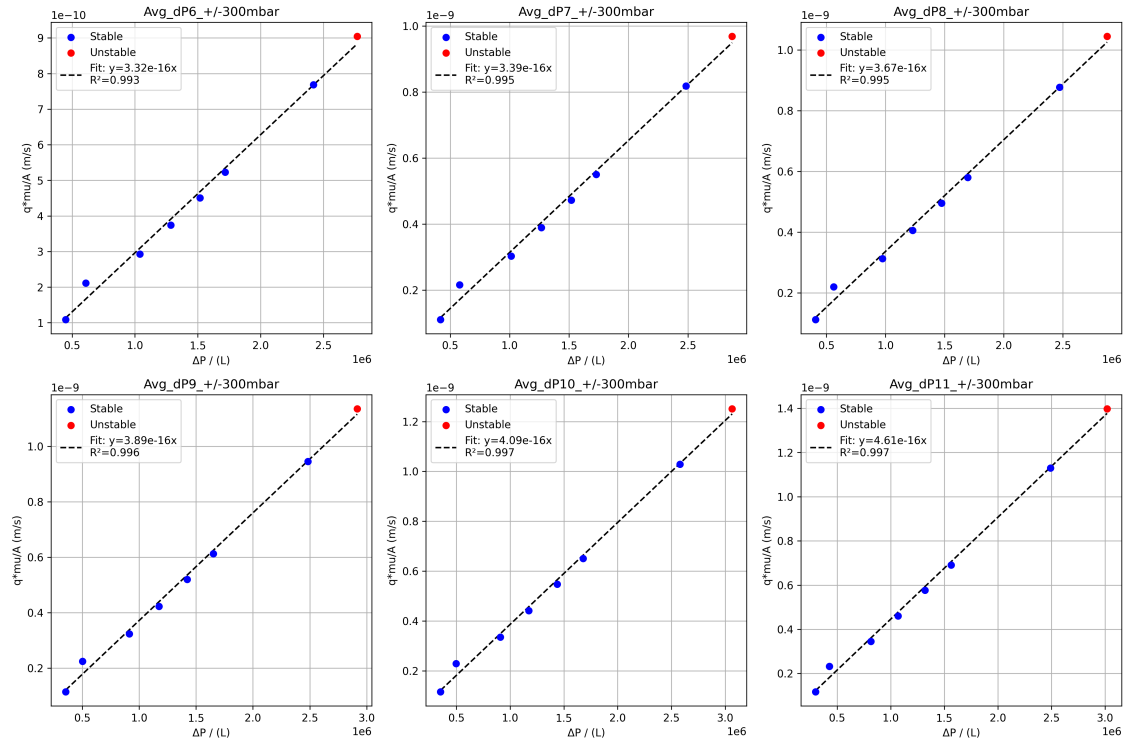 Avg_dP6_+/-300mbar
1e−10
Stable
Unstable
Fit: y=3.32e-16x
R²=0.993
9
8
7
6
5
4
3
2
1
q*mu/A (m/s)
0.5 1.0 1.5 2.0 2.5
1e6
ΔP / (L)
Avg_dP7_+/-300mbar
1e−9
Stable
Unstable
Fit: y=3.39e-16x
R²=0.995
1.0
0.8
0.6
0.4
0.2
q*mu/A (m/s)
0.5 1.0 1.5 2.0 2.5
1e6
ΔP / (L)
Avg_dP8_+/-300mbar
1e−9
Stable
Unstable
Fit: y=3.67e-16x
R²=0.995
1.0
0.8
0.6
0.4
0.2
q*mu/A (m/s)
0.5 1.0 1.5 2.0 2.5
1e6
ΔP / (L)
Avg_dP9_+/-300mbar
1e−9
Stable
Unstable
Fit: y=3.89e-16x
R²=0.996
1.0
0.8
0.6
0.4
0.2
q*mu/A (m/s)
0.5 1.0 1.5 2.0 2.5 3.0
1e6
ΔP / (L)
Avg_dP10_+/-300mbar
1e−9
Stable
Unstable
Fit: y=4.09e-16x
R²=0.997
1.2
1.0
0.8
0.6
0.4
0.2
q*mu/A (m/s)
0.5 1.0 1.5 2.0 2.5 3.0
1e6
ΔP / (L)
Avg_dP11_+/-300mbar
1e−9
Stable
Unstable
Fit: y=4.61e-16x
R²=0.997
1.4
1.2
1.0
0.8
0.6
0.4
0.2
q*mu/A (m/s)
0.5 1.0 1.5 2.0 2.5 3.0
1e6
ΔP / (L)